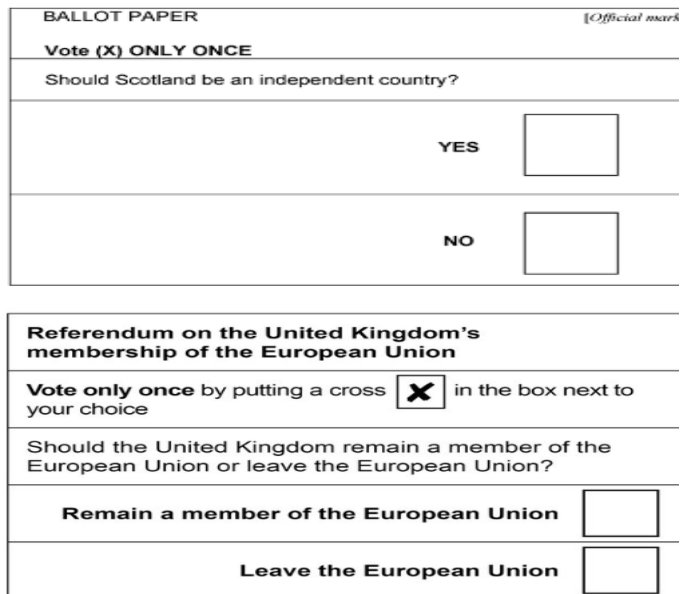 BALLOT PAPER [Official mark
Vote (X) ONLY ONCE
Should Scotland be an independent country?
YES
NO
Referendum on the United Kingdom's
membership of the European Union
Vote only once by putting a cross X in the box next to
your choice
Should the United Kingdom remain a member of the
European Union or leave the European Union?
Remain a member of the European Union
Leave the European Union